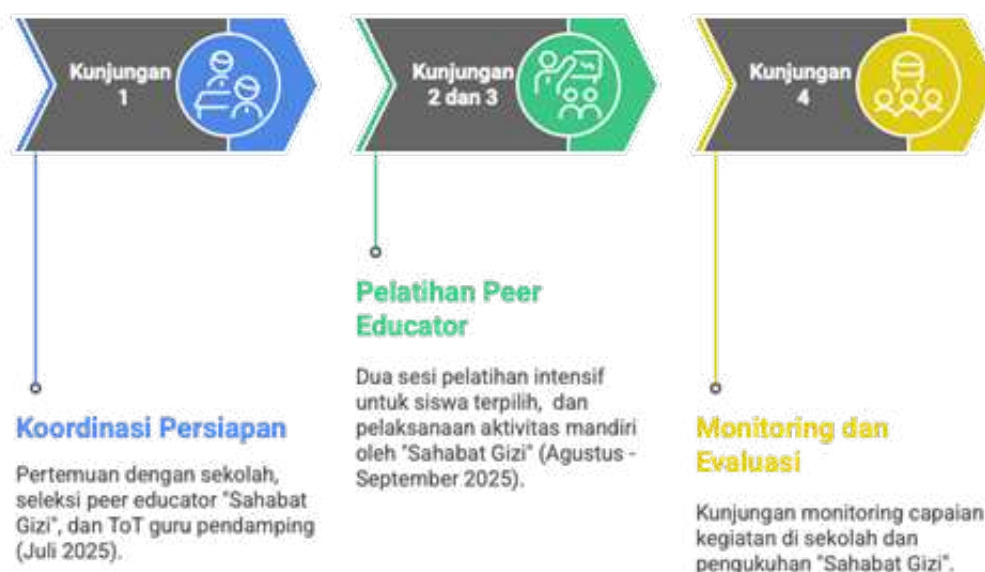 Kunjungan
1
Kunjungan
2 dan 3
Kunjungan
4
Koordinasi Persiapan
Pertemuan dengan sekolah,
seleksi peer educator "Sahabat
Gizi", dan ToT guru pendamping
(Juli 2025).
Pelatihan Peer
Educator
Dua sesi pelatihan intensif
untuk siswa terpilih, dan
pelaksanaan aktivitas mandiri
oleh "Sahabat Gizi" (Agustus -
September 2025).
Monitoring dan
Evaluasi
Kunjungan monitoring capaian
kegiatan di sekolah dan
pengukuhan "Sahabat Gizi".